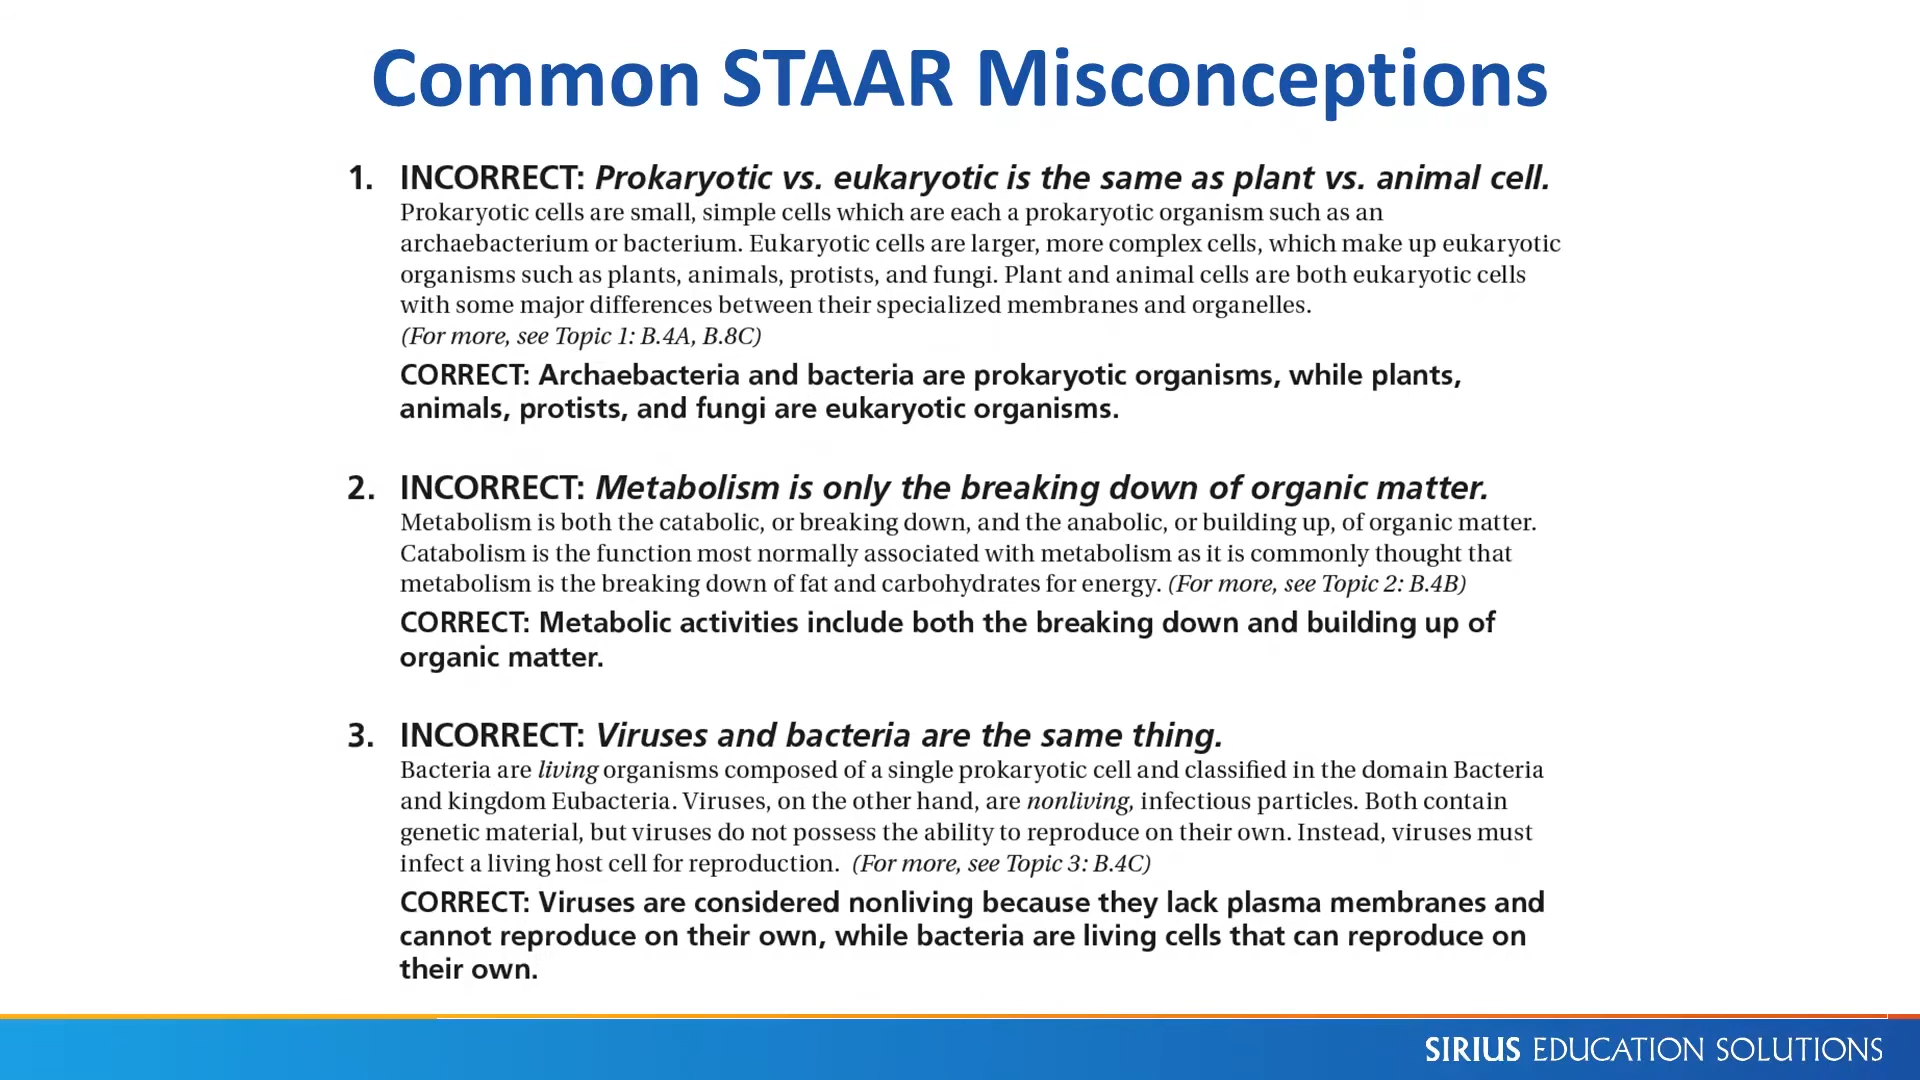 Common STAAR Misconceptions
1. INCORRECT: Prokaryotic vs. eukaryotic is the same as plant vs. animal cell.
Prokaryotic cells are small, simple cells which are each a prokaryotic organism such as an
archaebacterium or bacterium. Eukaryotic cells are larger, more complex cells, which make up eukaryotic
organisms such as plants, animals, protists, and fungi. Plant and animal cells are both eukaryotic cells
with some major differences between their specialized membranes and organelles.
(For more, see Topic 1: B.4A, B.8C)
CORRECT: Archaebacteria and bacteria are prokaryotic organisms, while plants,
animals, protists, and fungi are eukaryotic organisms.
2. INCORRECT: Metabolism is only the breaking down of organic matter.
Metabolism is both the catabolic, or breaking down, and the anabolic, or building up, of organic matter.
Catabolism is the function most normally associated with metabolism as it is commonly thought that
metabolism is the breaking down of fat and carbohydrates for energy. (For more, see Topic 2: B.4B)
CORRECT: Metabolic activities include both the breaking down and building up of
organic matter.
3. INCORRECT: Viruses and bacteria are the same thing.
Bacteria are living organisms composed of a single prokaryotic cell and classified in the domain Bacteria
and kingdom Eubacteria. Viruses, on the other hand, are nonliving, infectious particles. Both contain
genetic material, but viruses do not possess the ability to reproduce on their own. Instead, viruses must
infect a living host cell for reproduction. (For more, see Topic 3: B.4C)
CORRECT: Viruses are considered nonliving because they lack plasma membranes and
cannot reproduce on their own, while bacteria are living cells that can reproduce on
their own.
SIRIUS EDUCATION SOLUTIONS